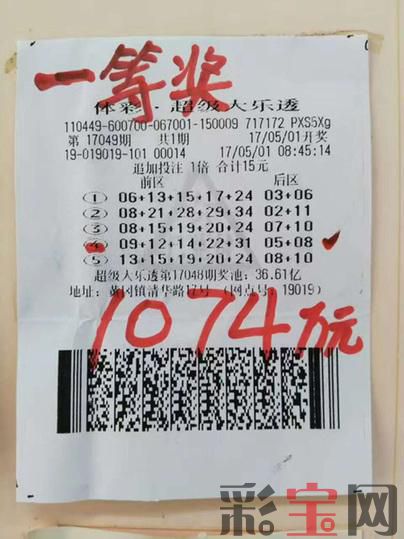 一等奖
体彩·超级大乐透
110449-600700-067001-150009 717172 PXS5Xg
第 17049期 共1期 17/05/01开奖
19-019019-101 00014 17/05/01 08:45:14
追加投注 1倍 合计15元
前区 后区
① 06+13+15+17+24 03+06
② 08+21+28+29+34 02+11
③ 08+15+19+20+24 07+10
④ 09+12+14+22+31 05+08
⑤ 13+15+19+20+24 08+10
超级大乐透第17048期奖池：36.61亿
地址：黄冈镇清华路17号 （网点号：19019）
1074万元
彩宝网